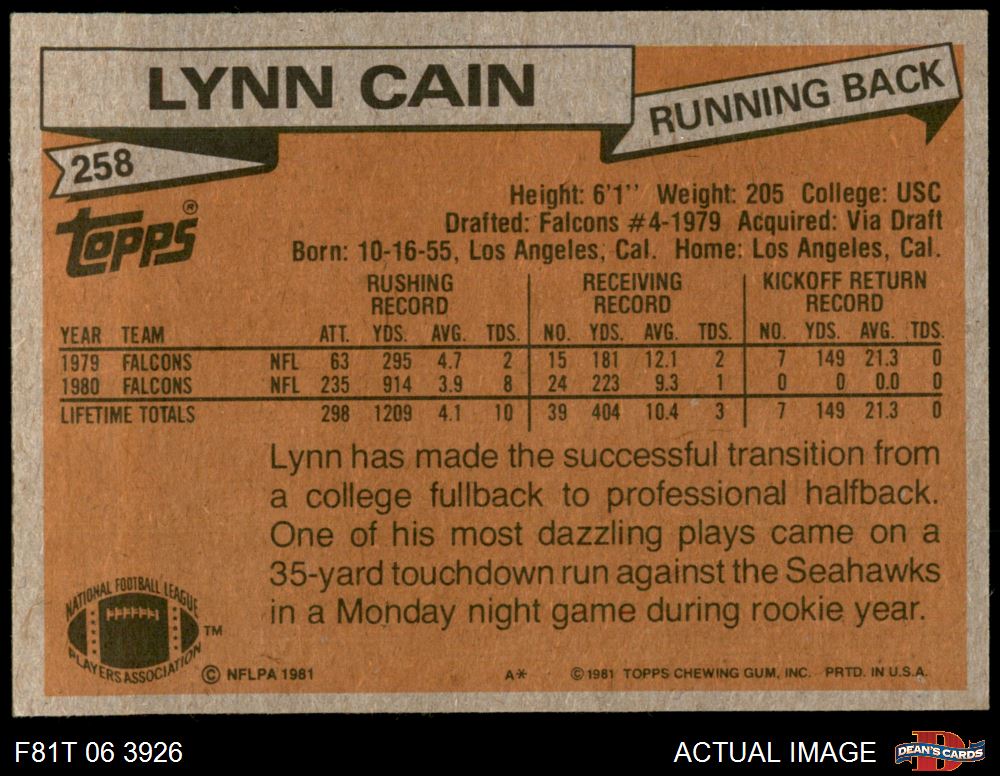 LYNN CAIN
RUNNING BACK
258
TOPPS®
Height: 6'1'' Weight: 205 College: USC
Drafted: Falcons #4-1979 Acquired: Via Draft
Born: 10-16-55, Los Angeles, Cal. Home: Los Angeles, Cal.
RUSHING RECORD RECEIVING RECORD KICKOFF RETURN RECORD
YEAR TEAM ATT. YDS. AVG. TDS. NO. YDS. AVG. TDS. NO. YDS. AVG. TDS.
1979 FALCONS NFL 63 295 4.7 2 15 181 12.1 2 7 149 21.3 0
1980 FALCONS NFL 235 914 3.9 8 24 223 9.3 1 0 0 0.0 0
LIFETIME TOTALS 298 1209 4.1 10 39 404 10.4 3 7 149 21.3 0
Lynn has made the successful transition from
a college fullback to professional halfback.
One of his most dazzling plays came on a
35-yard touchdown run against the Seahawks
in a Monday night game during rookie year.
NATIONAL FOOTBALL LEAGUE
PLAYERS ASSOCIATION
TM
© NFLPA 1981 A* © 1981 TOPPS CHEWING GUM, INC. PRTD. IN U.S.A.
F81T 06 3926 ACTUAL IMAGE DEAN'S CARDS